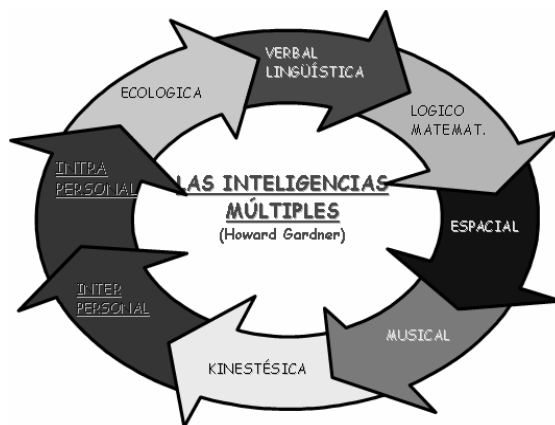 VERBAL
LINGÜÍSTICA
LOGICO
MATEMAT.
ESPACIAL
MUSICAL
KINESTÉSICA
INTER
PERSONAL
INTRA
PERSONAL
ECOLOGICA
LAS INTELIGENCIAS
MÚLTIPLES
(Howard Gardner)